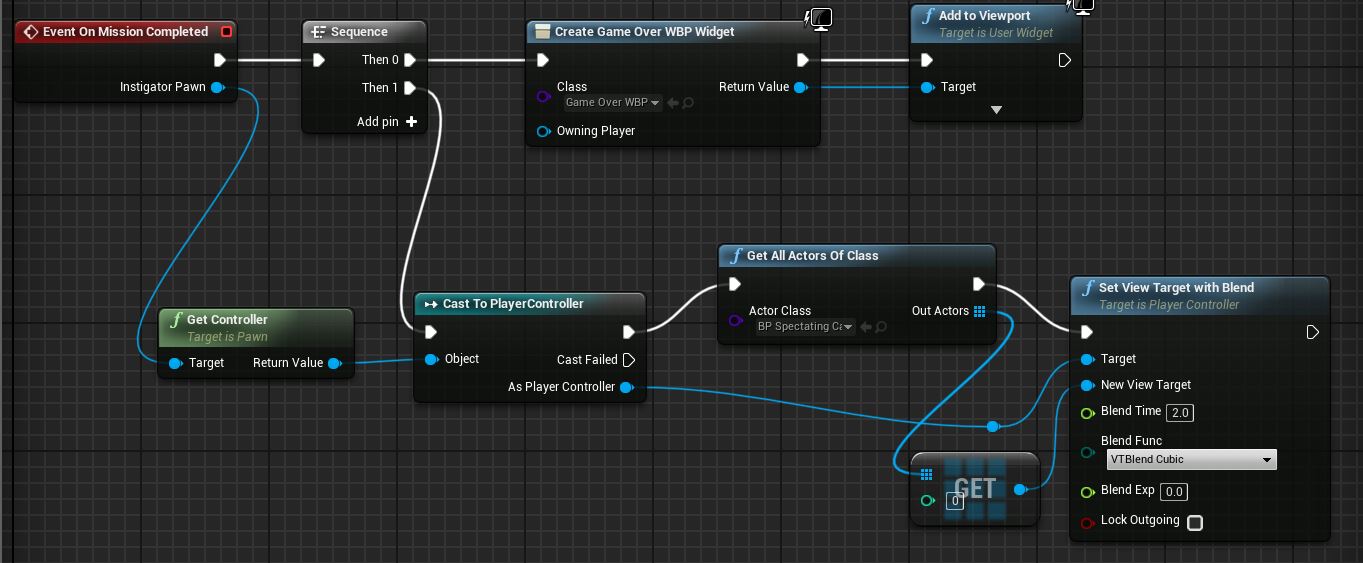 Event On Mission Completed
Instigator Pawn
Sequence
Then 0
Then 1
Add pin
Create Game Over WBP Widget
Class
Game Over WBP
Return Value
Owning Player
Add to Viewport
Target is User Widget
Target
Get Controller
Target is Pawn
Target
Return Value
Cast To PlayerController
Object
Cast Failed
As Player Controller
Get All Actors Of Class
Actor Class
BP Spectating Ca
Out Actors
GET
0
Set View Target with Blend
Target is Player Controller
Target
New View Target
Blend Time 2.0
Blend Func
VTBlend Cubic
Blend Exp 0.0
Lock Outgoing